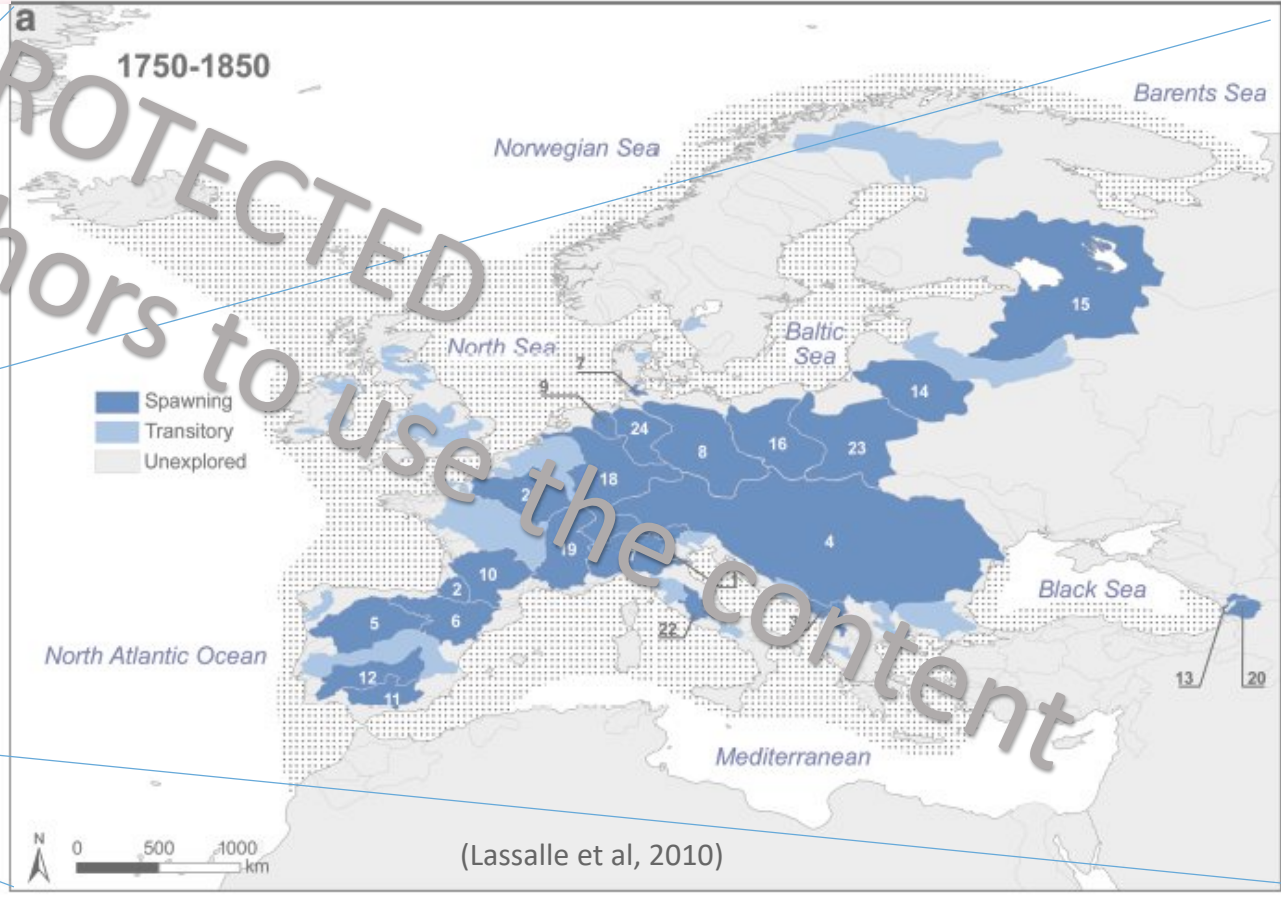 a
1750-1850
Barents Sea
Norwegian Sea
ROTECTED
hors to use the content
North Sea
Baltic
Sea
Spawning
Transitory
Unexplored
7
9
15
14
24
8
16
23
18
19
4
10
2
5
6
12
11
22
Black Sea
13
20
North Atlantic Ocean
Mediterranean
N
0 500 1000
km
(Lassalle et al, 2010)